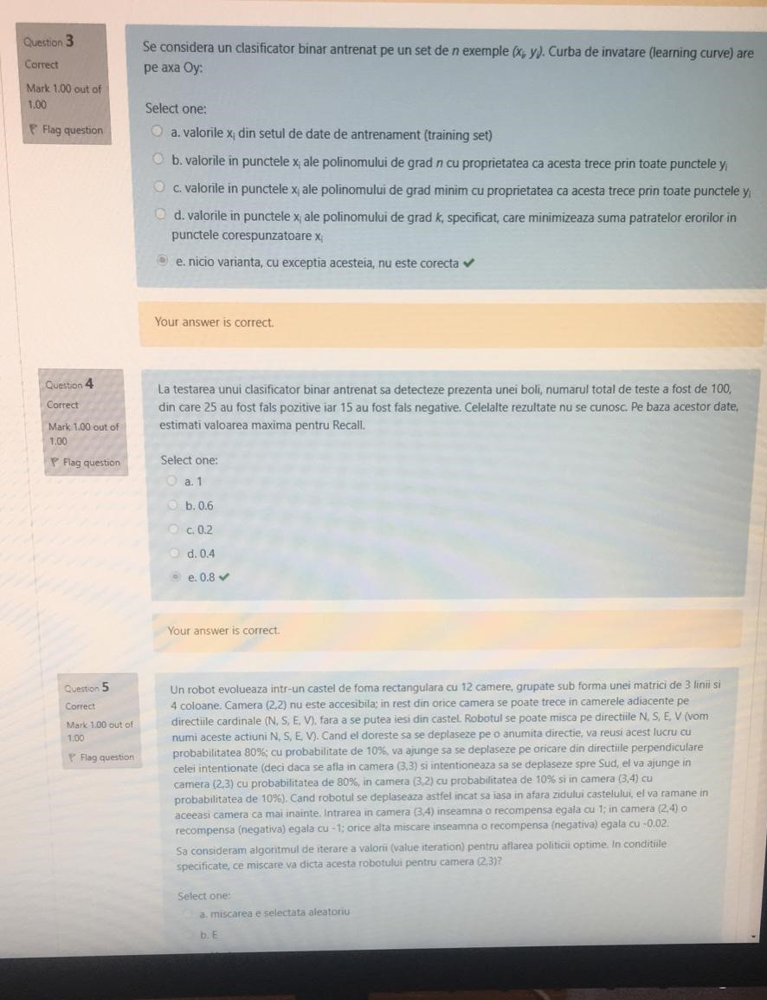 Question 3
Correct
Mark 1.00 out of
1.00
Flag question
Se considera un clasificator binar antrenat pe un set de n exemple (xᵢ, yᵢ). Curba de invatare (learning curve) are
pe axa Oy:
Select one:
a. valorile xᵢ din setul de date de antrenament (training set)
b. valorile in punctele xᵢ ale polinomului de grad n cu proprietatea ca acesta trece prin toate punctele yᵢ
c. valorile in punctele xᵢ ale polinomului de grad minim cu proprietatea ca acesta trece prin toate punctele yᵢ
d. valorile in punctele xᵢ ale polinomului de grad k, specificat, care minimizeaza suma patratelor erorilor in
punctele corespunzatoare xᵢ
e. nicio varianta, cu exceptia acesteia, nu este corecta ✔
Your answer is correct.
Question 4
Correct
Mark 1.00 out of
1.00
Flag question
La testarea unui clasificator binar antrenat sa detecteze prezenta unei boli, numarul total de teste a fost de 100,
din care 25 au fost fals pozitive iar 15 au fost fals negative. Celelalte rezultate nu se cunosc. Pe baza acestor date,
estimati valoarea maxima pentru Recall.
Select one:
a. 1
b. 0.6
c. 0.2
d. 0.4
e. 0.8 ✔
Your answer is correct.
Question 5
Correct
Mark 1.00 out of
1.00
Flag question
Un robot evolueaza intr-un castel de foma rectangulara cu 12 camere, grupate sub forma unei matrici de 3 linii si
4 coloane. Camera (2,2) nu este accesibila; in rest din orice camera se poate trece in camerele adiacente pe
directiile cardinale (N, S, E, V), fara a se putea iesi din castel. Robotul se poate misca pe directiile N, S, E, V (vom
numi aceste actiuni N, S, E, V). Cand el doreste sa se deplaseze pe o anumita directie, va reusi acest lucru cu
probabilitatea 80%; cu probabilitate de 10%, va ajunge sa se deplaseze pe oricare din directiile perpendiculare
celei intentionate (deci daca se afla in camera (3,3) si intentioneaza sa se deplaseze spre Sud, el va ajunge in
camera (2,3) cu probabilitatea de 80%, in camera (3,2) cu probabilitatea de 10% si in camera (3,4) cu
probabilitatea de 10%). Cand robotul se deplaseaza astfel incat sa iasa in afara zidului castelului, el va ramane in
aceeasi camera ca mai inainte. Intrarea in camera (3,4) inseamna o recompensa egala cu 1; in camera (2,4) o
recompensa (negativa) egala cu -1; orice alta miscare inseamna o recompensa (negativa) egala cu -0.02.
Sa consideram algoritmul de iterare a valorii (value iteration) pentru aflarea politicii optime. In conditiile
specificate, ce miscare va dicta acesta robotului pentru camera (2,3)?
Select one:
a. miscarea e selectata aleatoriu
b. E